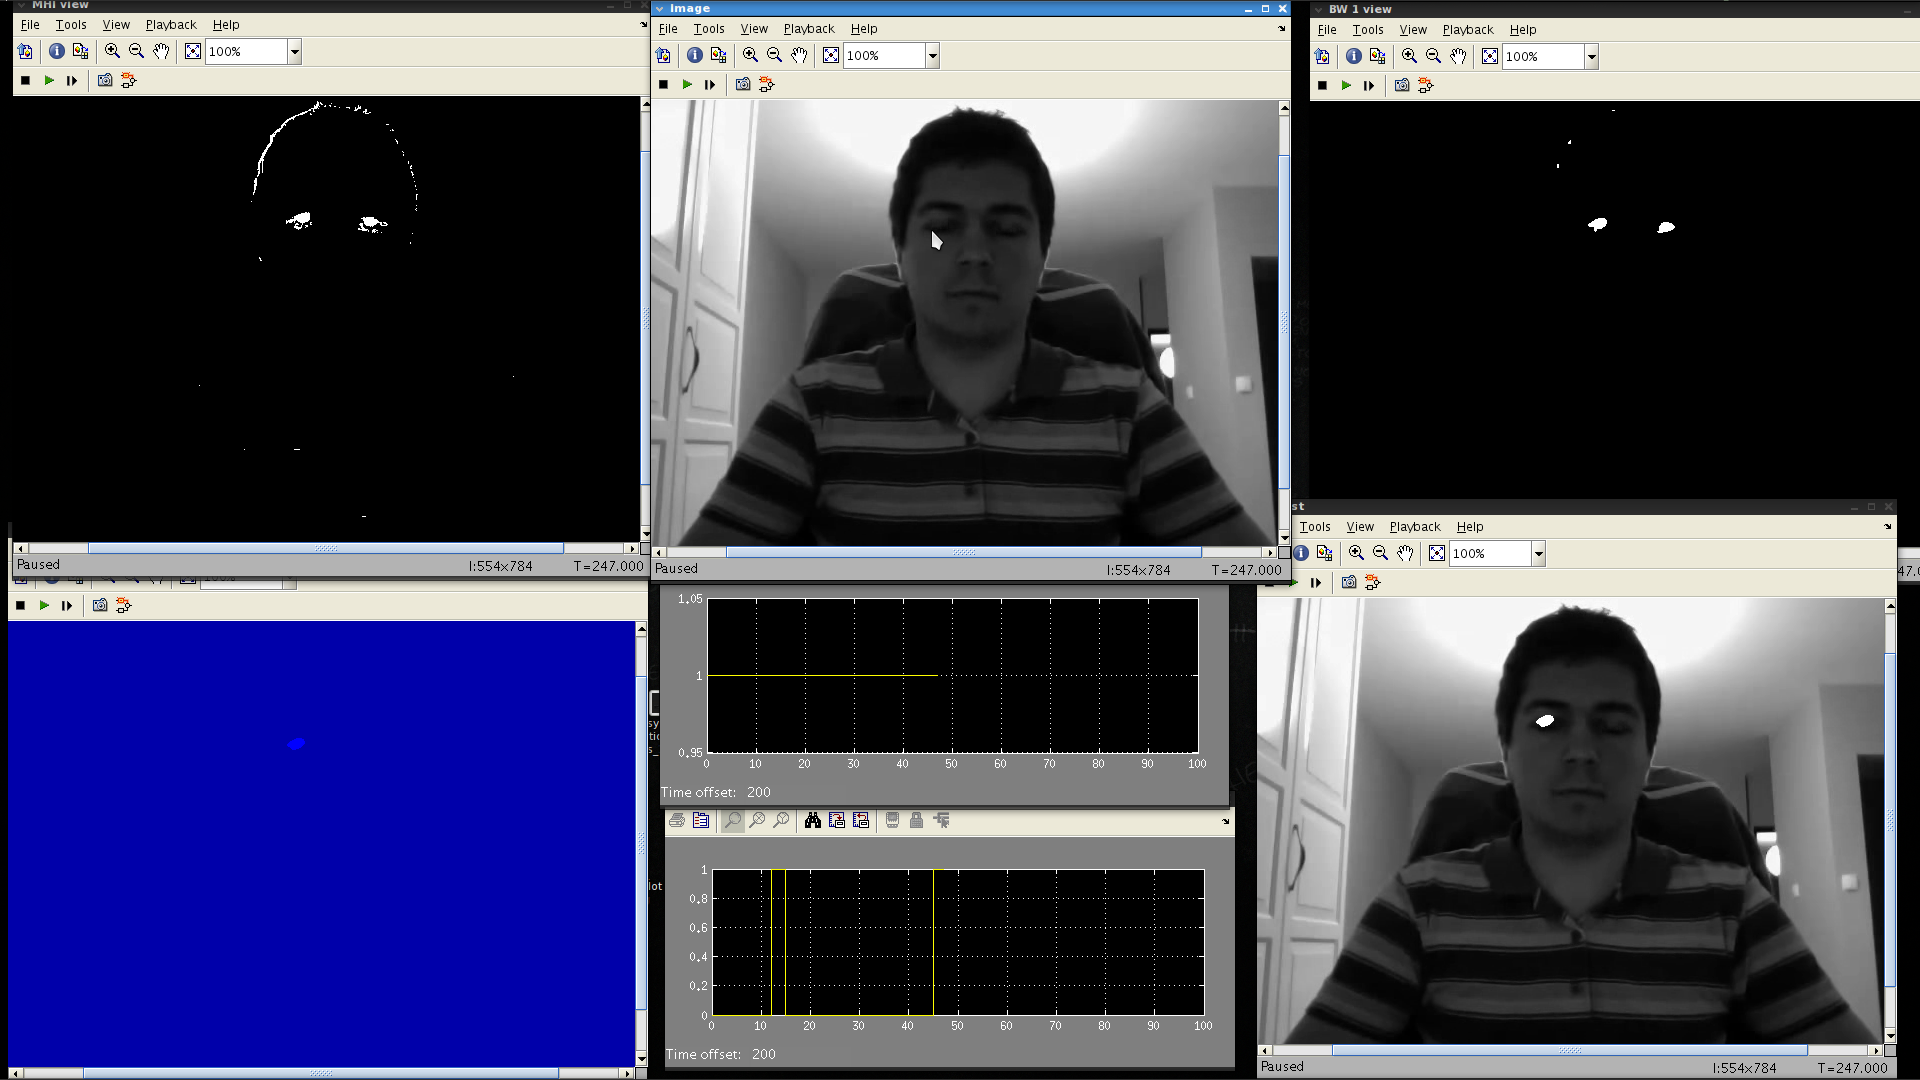 MHI view
File Tools View Playback Help
100%
Paused I:554x784 T=247.000
Image
File Tools View Playback Help
100%
Paused I:554x784 T=247.000
BW 1 view
File Tools View Playback Help
100%
st
Tools View Playback Help
100%
47.0
1.05
1
0.95
0 10 20 30 40 50 60 70 80 90 100
Time offset: 200
lot
1
0.8
0.6
0.4
0.2
0
0 10 20 30 40 50 60 70 80 90 100
Time offset: 200
Paused I:554x784 T=247.000